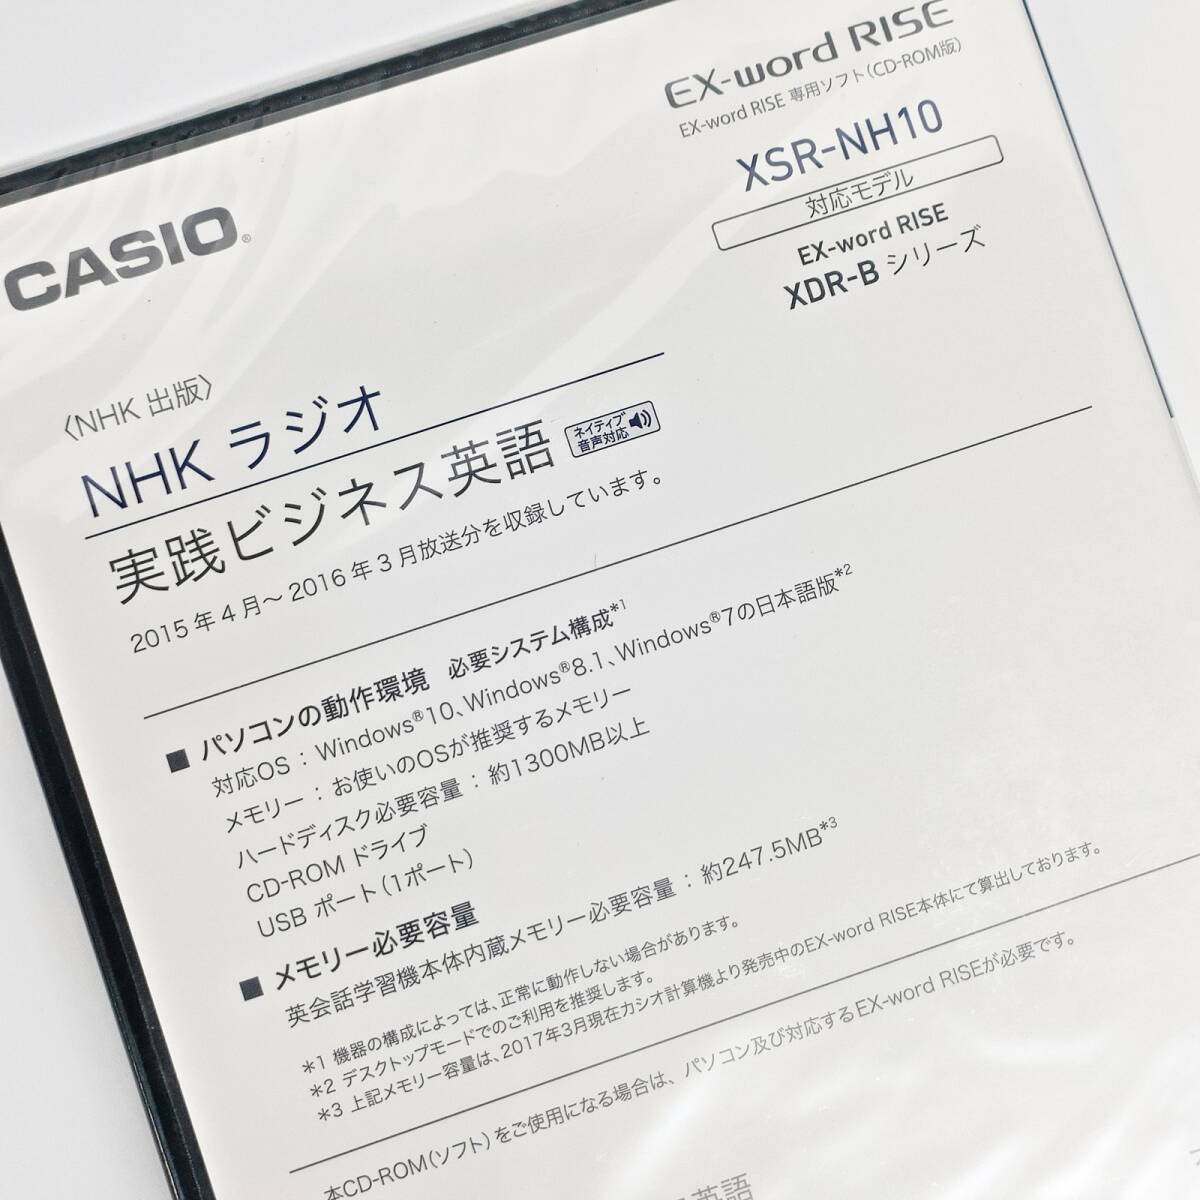 EX-word RISE
EX-word RISE 専用ソフト(CD-ROM版)
XSR-NH10
対応モデル
EX-word RISE
XDR-B シリーズ
CASIO®
〈NHK 出版〉
NHK ラジオ
実践ビジネス英語 ネイティブ音声対応
2015年4月～2016年3月放送分を収録しています。
■ パソコンの動作環境 必要システム構成*1
対応OS：Windows®10、Windows®8.1、Windows®7の日本語版*2
メモリー：お使いのOSが推奨するメモリー
ハードディスク必要容量：約1300MB以上
CD-ROM ドライブ
USB ポート(1ポート)
■ メモリー必要容量
英会話学習機本体内蔵メモリー必要容量：約247.5MB*3
*1 機器の構成によっては、正常に動作しない場合があります。
*2 デスクトップモードでのご利用を推奨します。
*3 上記メモリー容量は、2017年3月現在カシオ計算機より発売中のEX-word RISE本体にて算出しております。
本CD-ROM(ソフト)をご使用になる場合は、パソコン及び対応するEX-word RISEが必要です。
英語